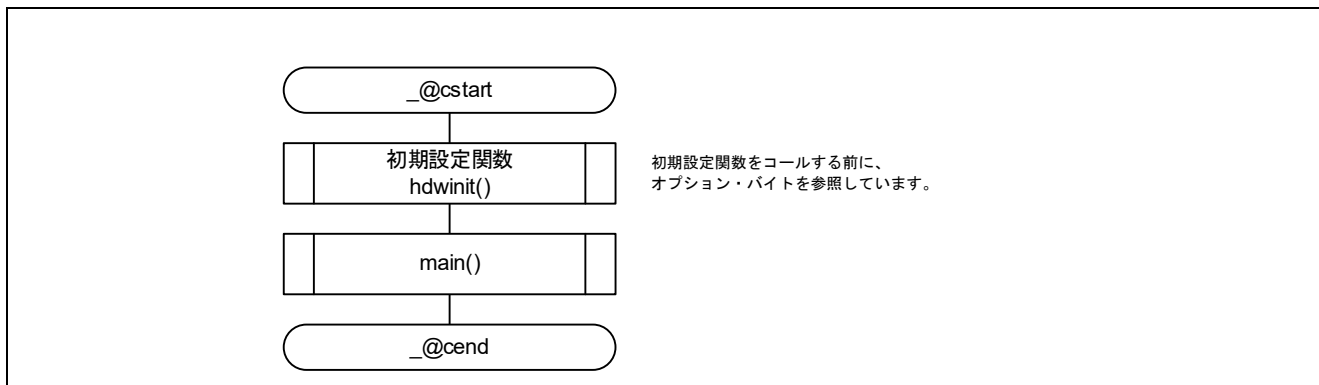 _@cstart
初期設定関数
hdwinit()
初期設定関数をコールする前に、
オプション・バイトを参照しています。
main()
_@cend